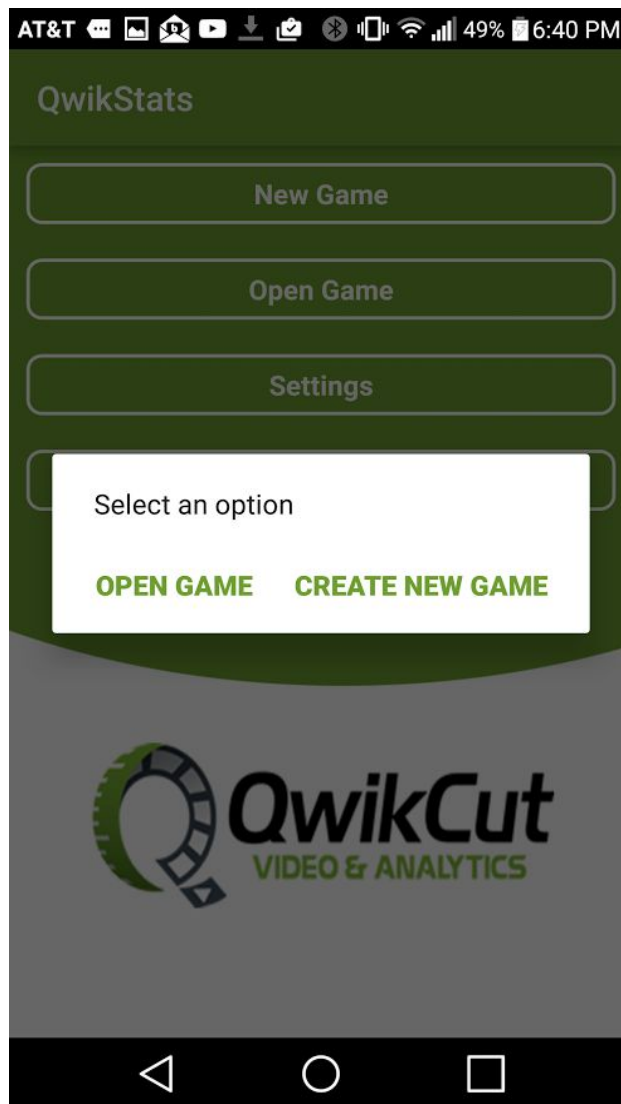 AT&T 49% 6:40 PM
QwikStats
New Game
Open Game
Settings
Select an option
OPEN GAME CREATE NEW GAME
QwikCut
VIDEO & ANALYTICS